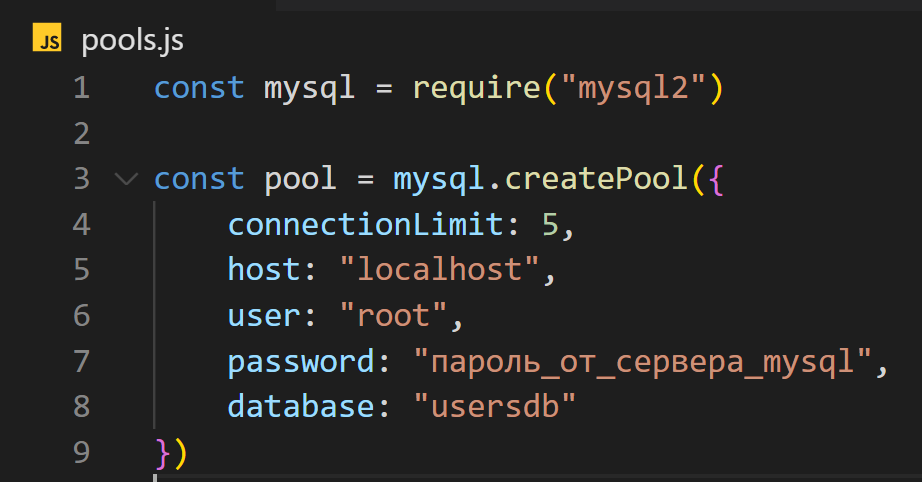 JS pools.js
1 const mysql = require("mysql2")
2
3 const pool = mysql.createPool({
4 connectionLimit: 5,
5 host: "localhost",
6 user: "root",
7 password: "пароль_от_сервера_mysql",
8 database: "usersdb"
9 })